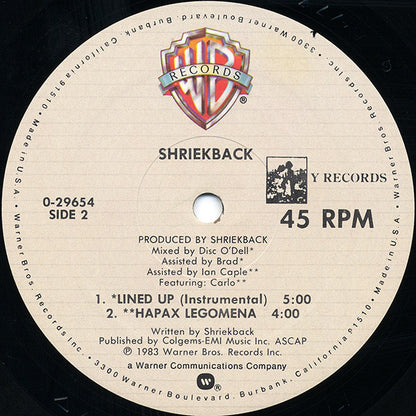 WB
RECORDS
®
SHRIEKBACK
Y RECORDS
0-29654
SIDE 2
45 RPM
PRODUCED BY SHRIEKBACK
Mixed by Disc O'Dell*
Assisted by Brad*
Assisted by Ian Caple**
Featuring: Carlo**
1. *LINED UP (Instrumental) 5:00
2. **HAPAX LEGOMENA 4:00
Written by Shriekback
Published by Colgems-EMI Music Inc. ASCAP
℗ 1983 Warner Bros. Records Inc.
a Warner Communications Company
W
Made in U.S.A. • Warner Bros. Records Inc. • 3300 Warner Boulevard, Burbank, California 91510 •